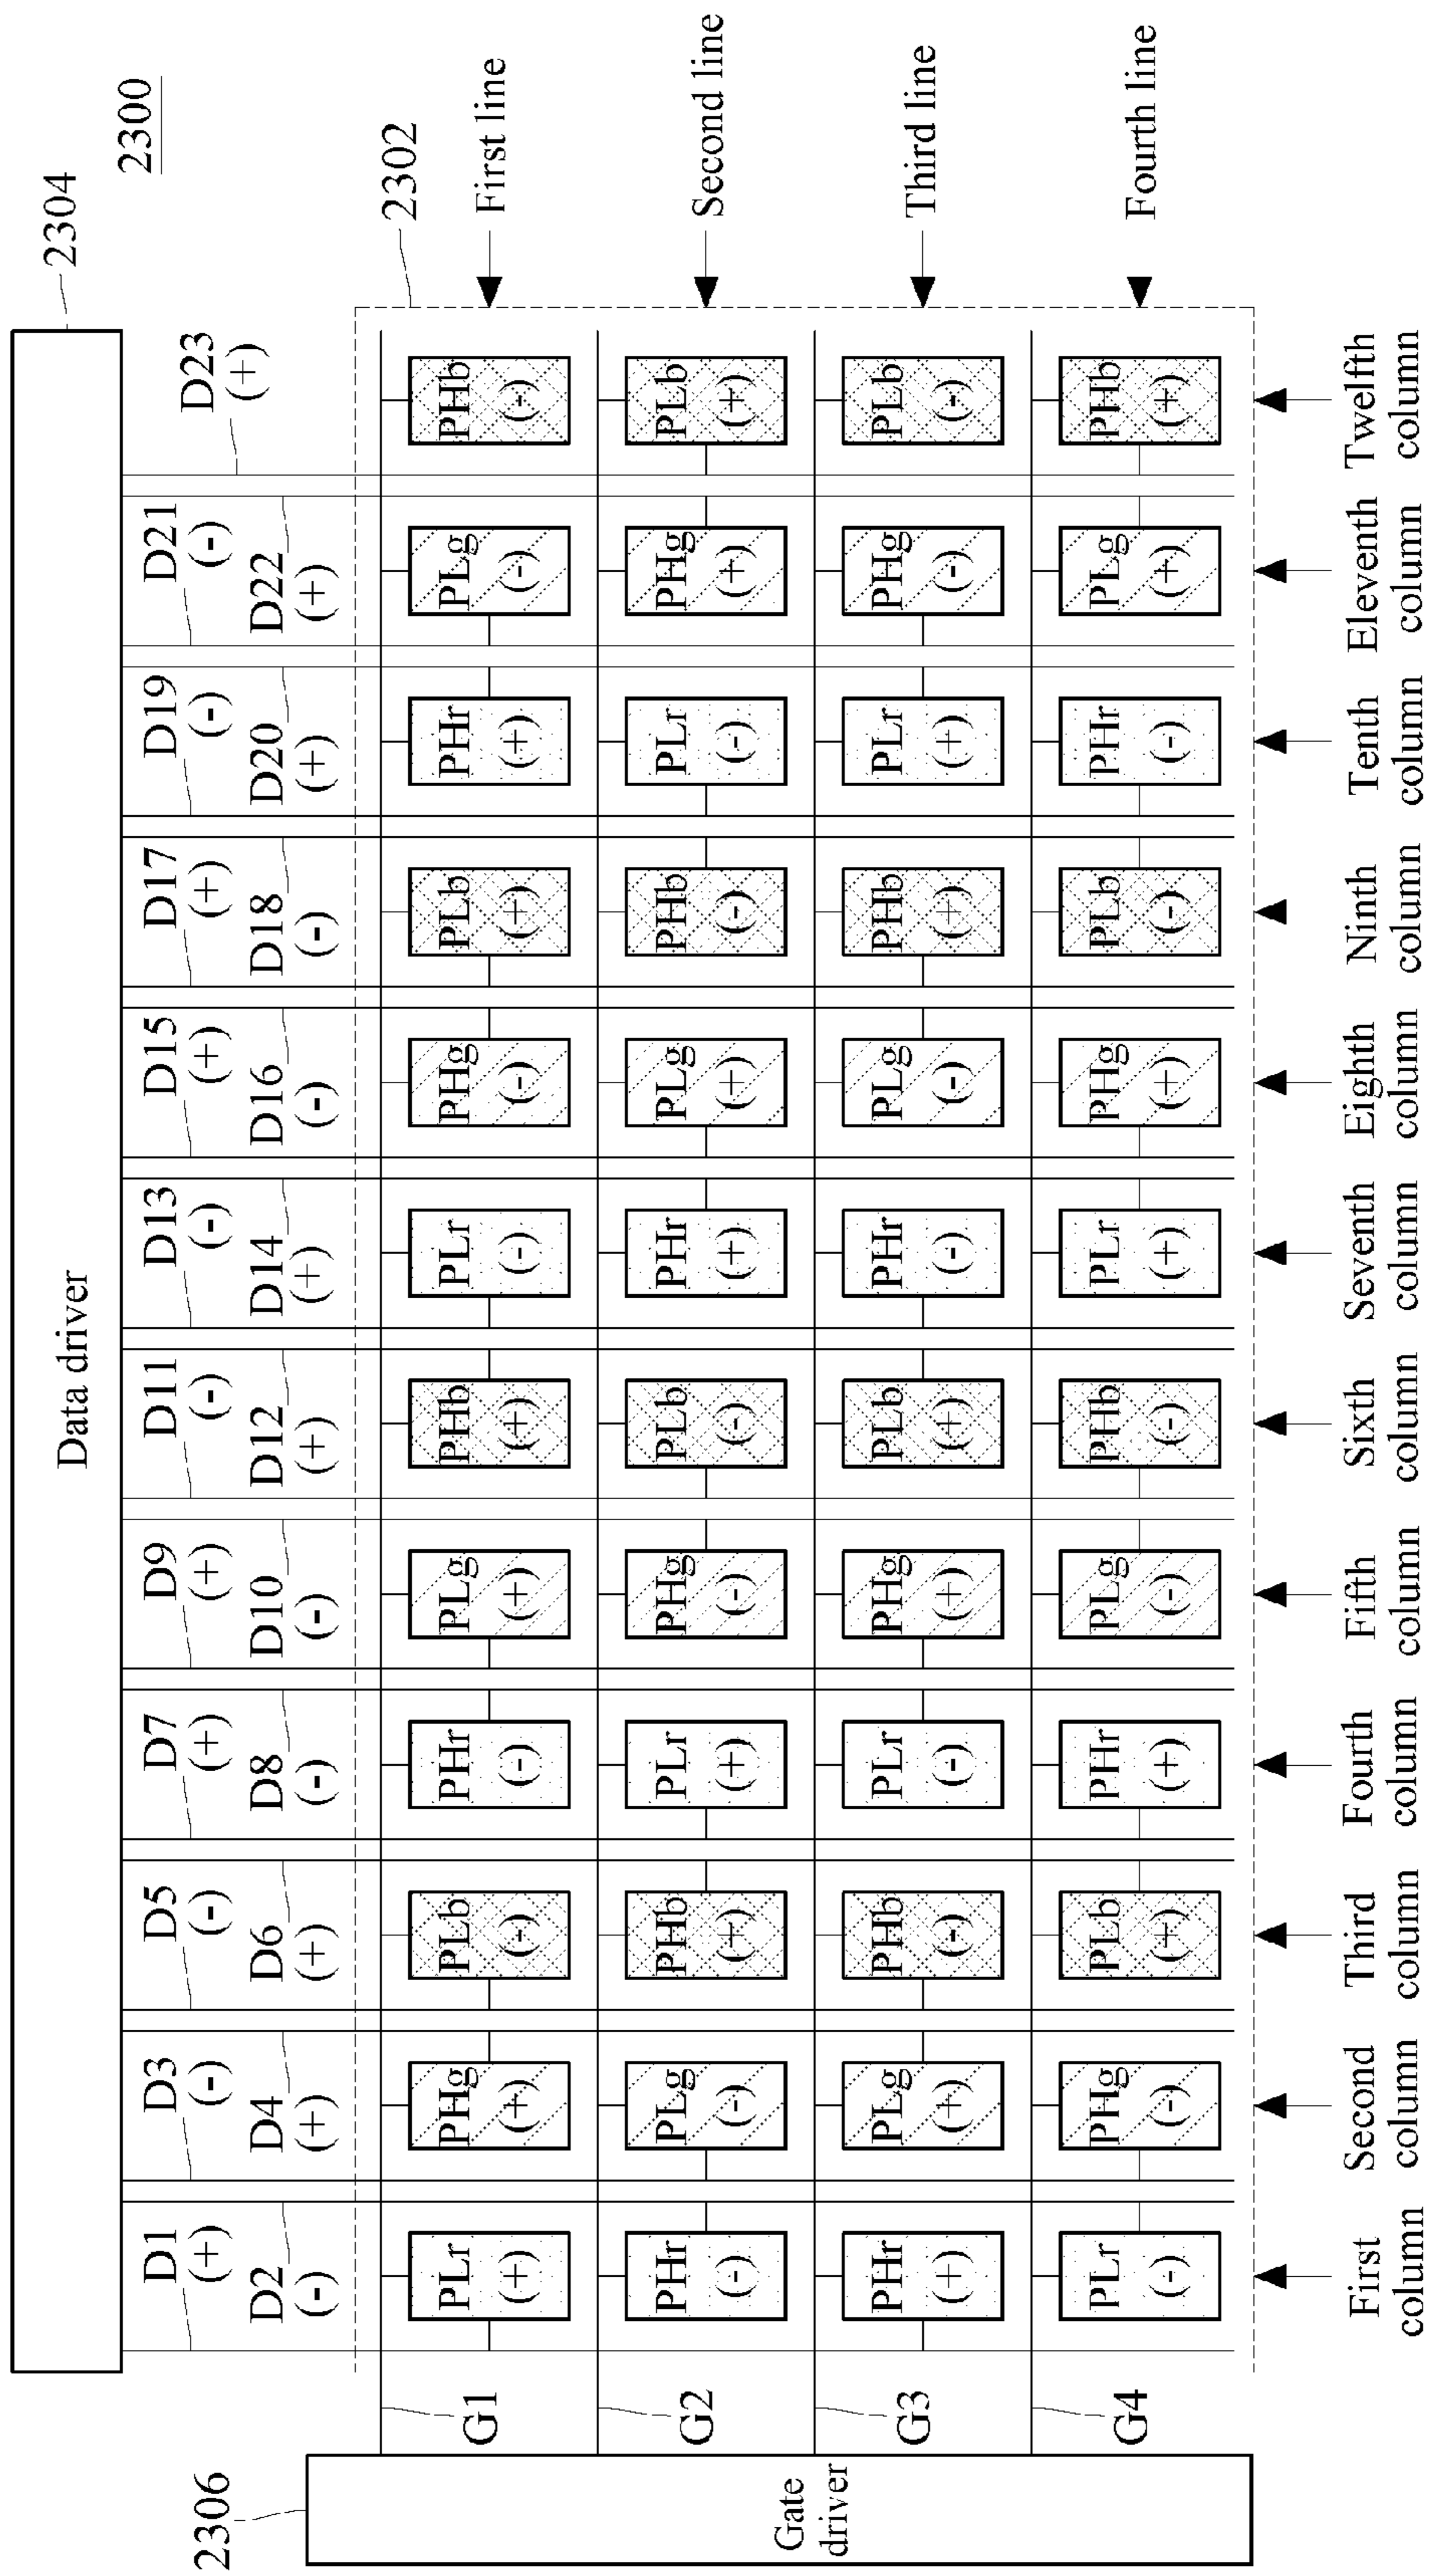 2304
Data driver
2300
D1 D3 D5 D7 D9 D11 D13 D15 D17 D19 D21
(+) (-) (-) (+) (+) (-) (-) (+) (+) (-) (-)
D23
(+)
D2 D4 D6 D8 D10 D12 D14 D16 D18 D20 D22
(-) (+) (+) (-) (-) (+) (+) (-) (-) (+) (+)
2306
2302
Gate
driver
G1
PLr PHg PLb PHr PLg PHb PLr PHg PLb PHr PLg PHb
(+) (+) (-) (-) (+) (+) (-) (-) (+) (+) (-) (-)
First line
G2
PHr PLg PHb PLr PHg PLb PHr PLg PHb PLr PHg PLb
(-) (-) (+) (+) (-) (-) (+) (+) (-) (-) (+) (+)
Second line
G3
PHr PLg PHb PLr PHg PLb PHr PLg PHb PLr PHg PLb
(+) (+) (-) (-) (+) (+) (-) (-) (+) (+) (-) (-)
Third line
G4
PLr PHg PLb PHr PLg PHb PLr PHg PLb PHr PLg PHb
(-) (-) (+) (+) (-) (-) (+) (+) (-) (-) (+) (+)
Fourth line
First
column
Second
column
Third
column
Fourth
column
Fifth
column
Sixth
column
Seventh
column
Eighth
column
Ninth
column
Tenth
column
Eleventh
column
Twelfth
column